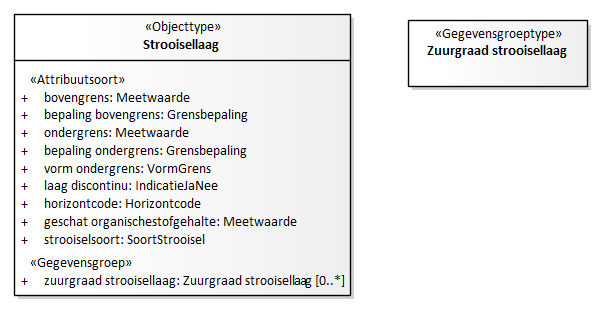 «Objecttype»
Strooisellaag
«Attribuutsoort»
+ bovengrens: Meetwaarde
+ bepaling bovengrens: Grensbepaling
+ ondergrens: Meetwaarde
+ bepaling ondergrens: Grensbepaling
+ vorm ondergrens: VormGrens
+ laag discontinu: IndicatieJaNee
+ horizontcode: Horizontcode
+ geschat organischestofgehalte: Meetwaarde
+ strooiselsoort: SoortStrooisel
«Gegevensgroep»
+ zuurgraad strooisellaag: Zuurgraad strooisellaag [0..*]
«Gegevensgroeptype»
Zuurgraad strooisellaag